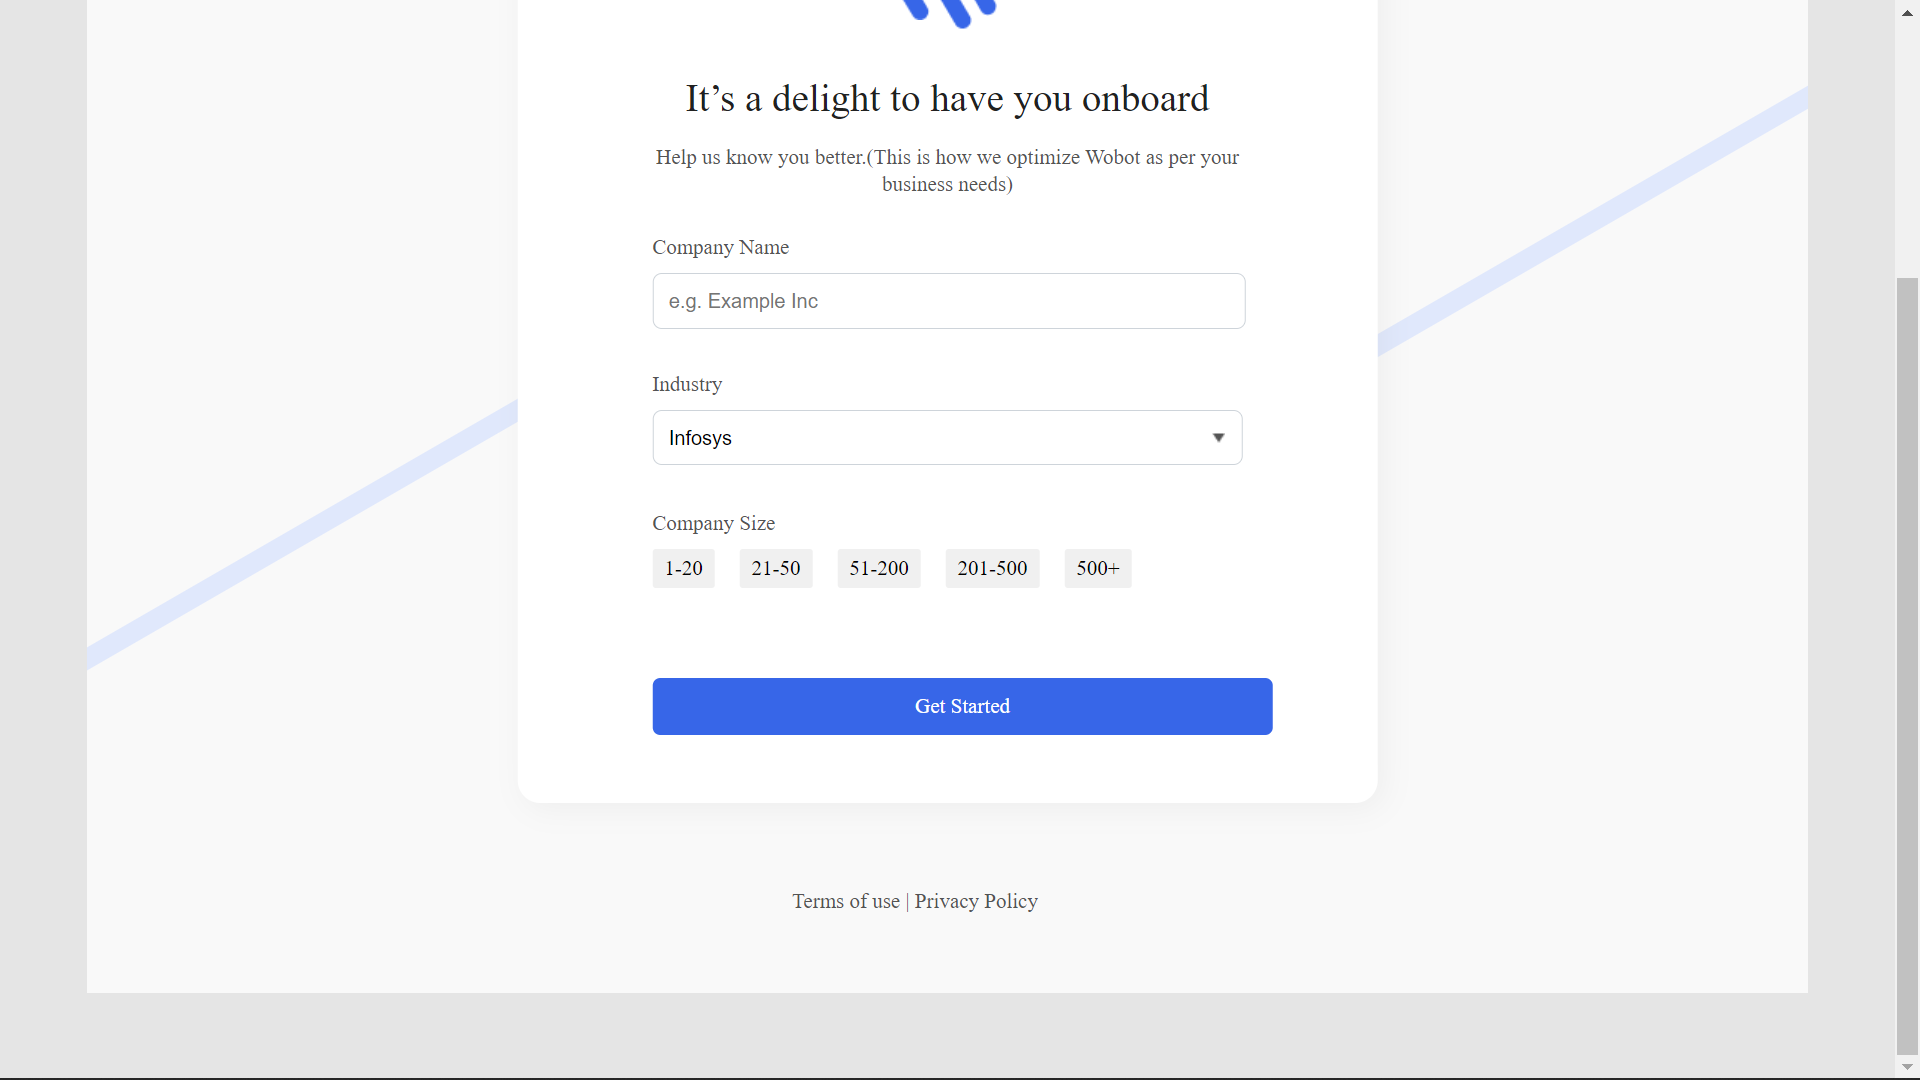 It’s a delight to have you onboard
Help us know you better.(This is how we optimize Wobot as per your
business needs)
Company Name
e.g. Example Inc
Industry
Infosys
Company Size
1-20 21-50 51-200 201-500 500+
Get Started
Terms of use | Privacy Policy